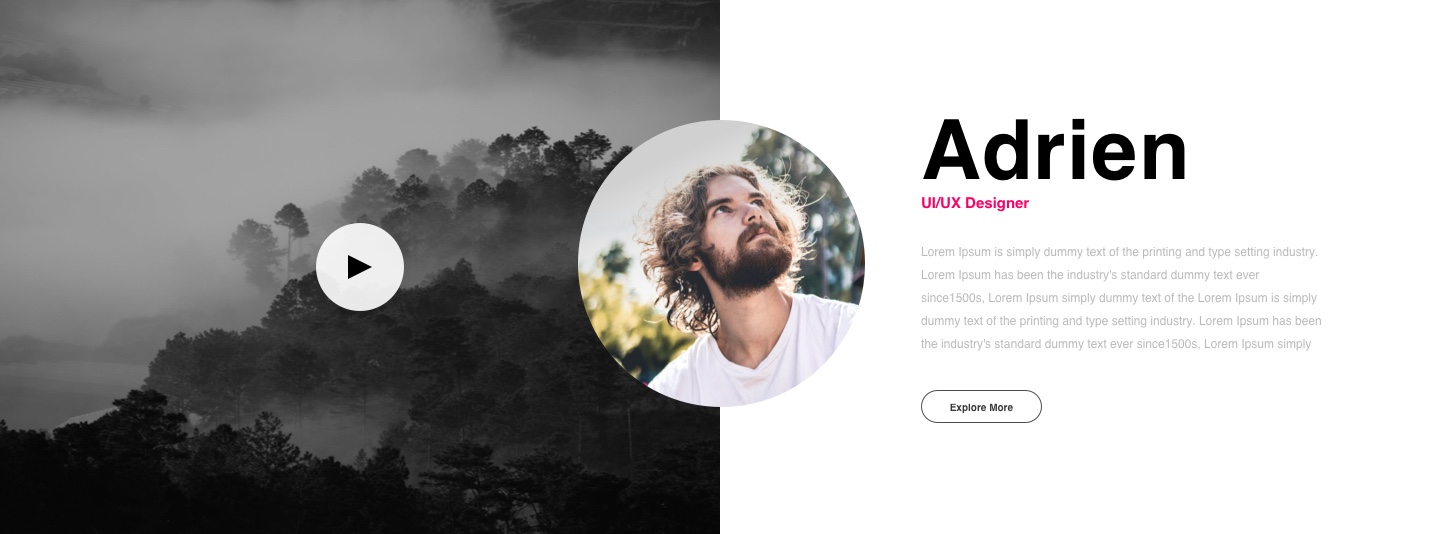 Adrien
UI/UX Designer
Lorem Ipsum is simply dummy text of the printing and type setting industry.
Lorem Ipsum has been the industry's standard dummy text ever
since1500s, Lorem Ipsum simply dummy text of the Lorem Ipsum is simply
dummy text of the printing and type setting industry. Lorem Ipsum has been
the industry's standard dummy text ever since1500s, Lorem Ipsum simply
Explore More